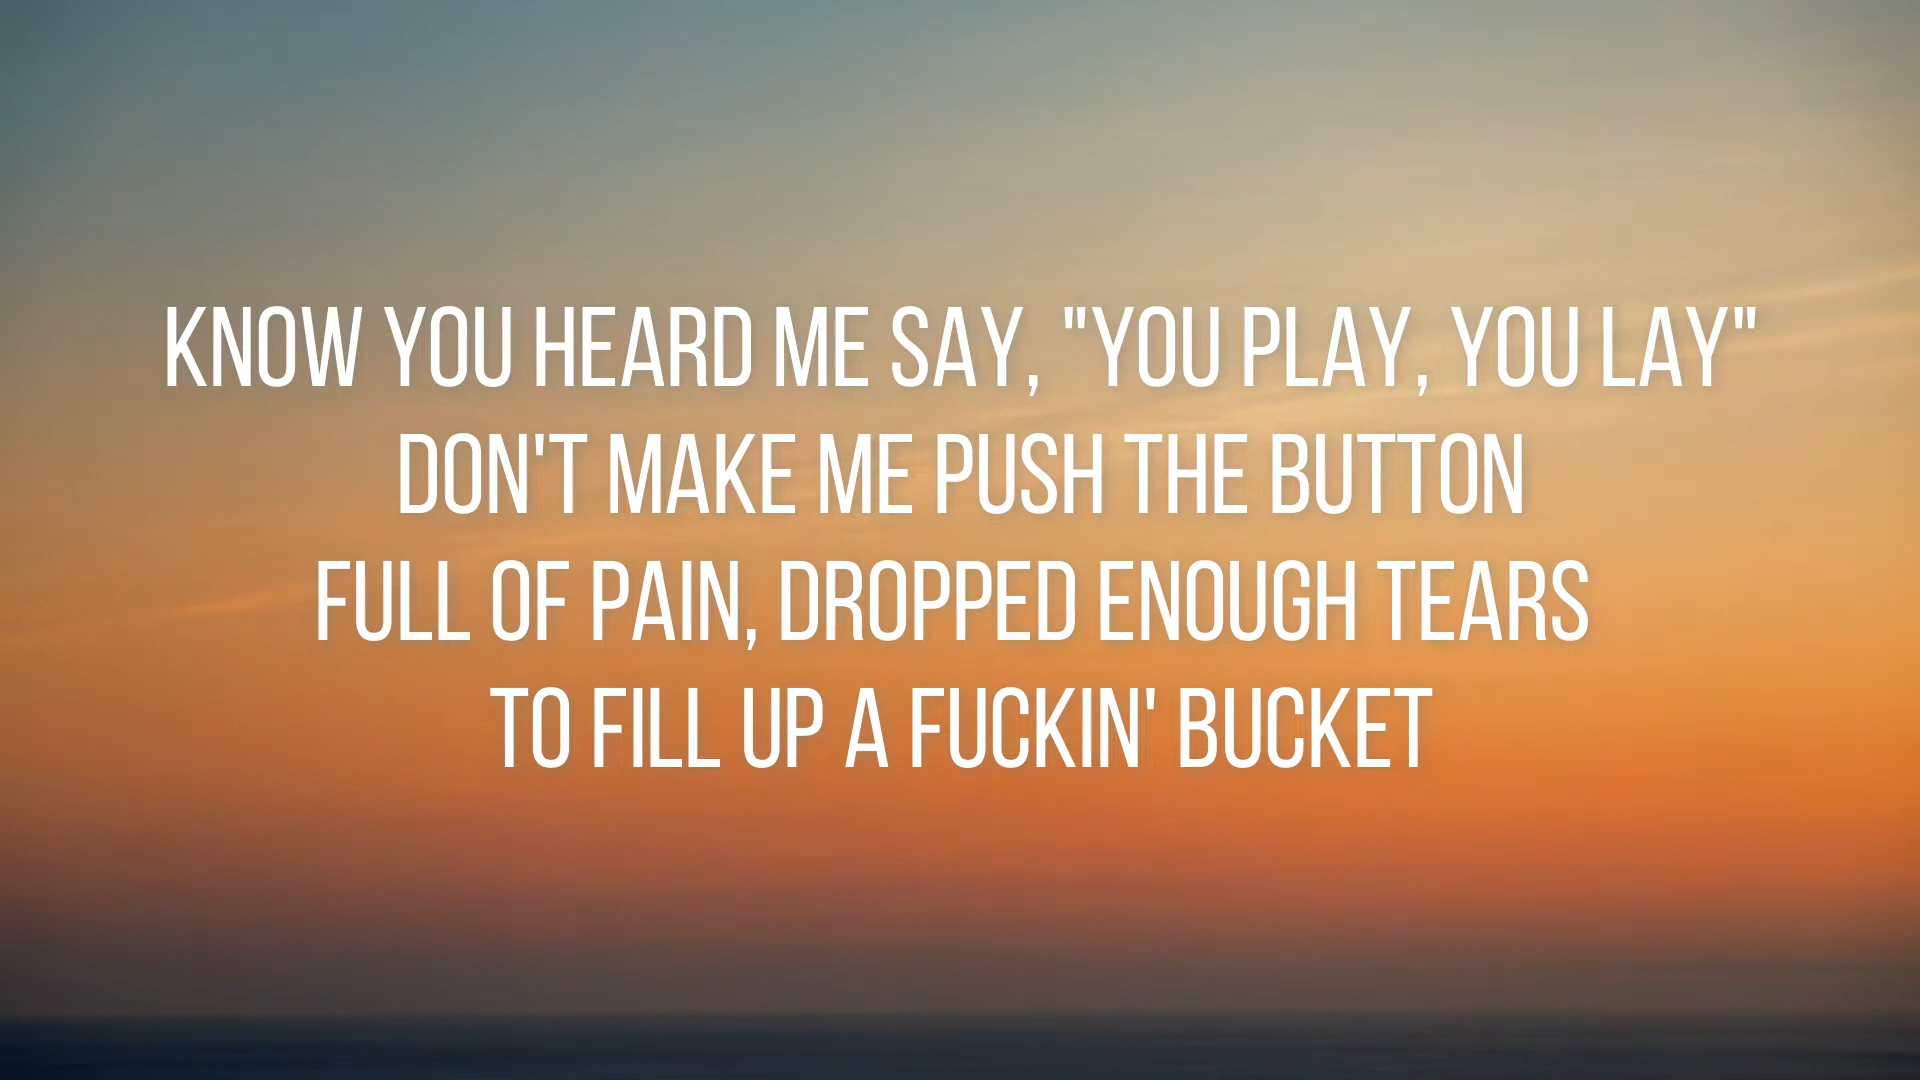 KNOW YOU HEARD ME SAY, "YOU PLAY, YOU LAY"
DON'T MAKE ME PUSH THE BUTTON
FULL OF PAIN, DROPPED ENOUGH TEARS
TO FILL UP A FUCKIN' BUCKET